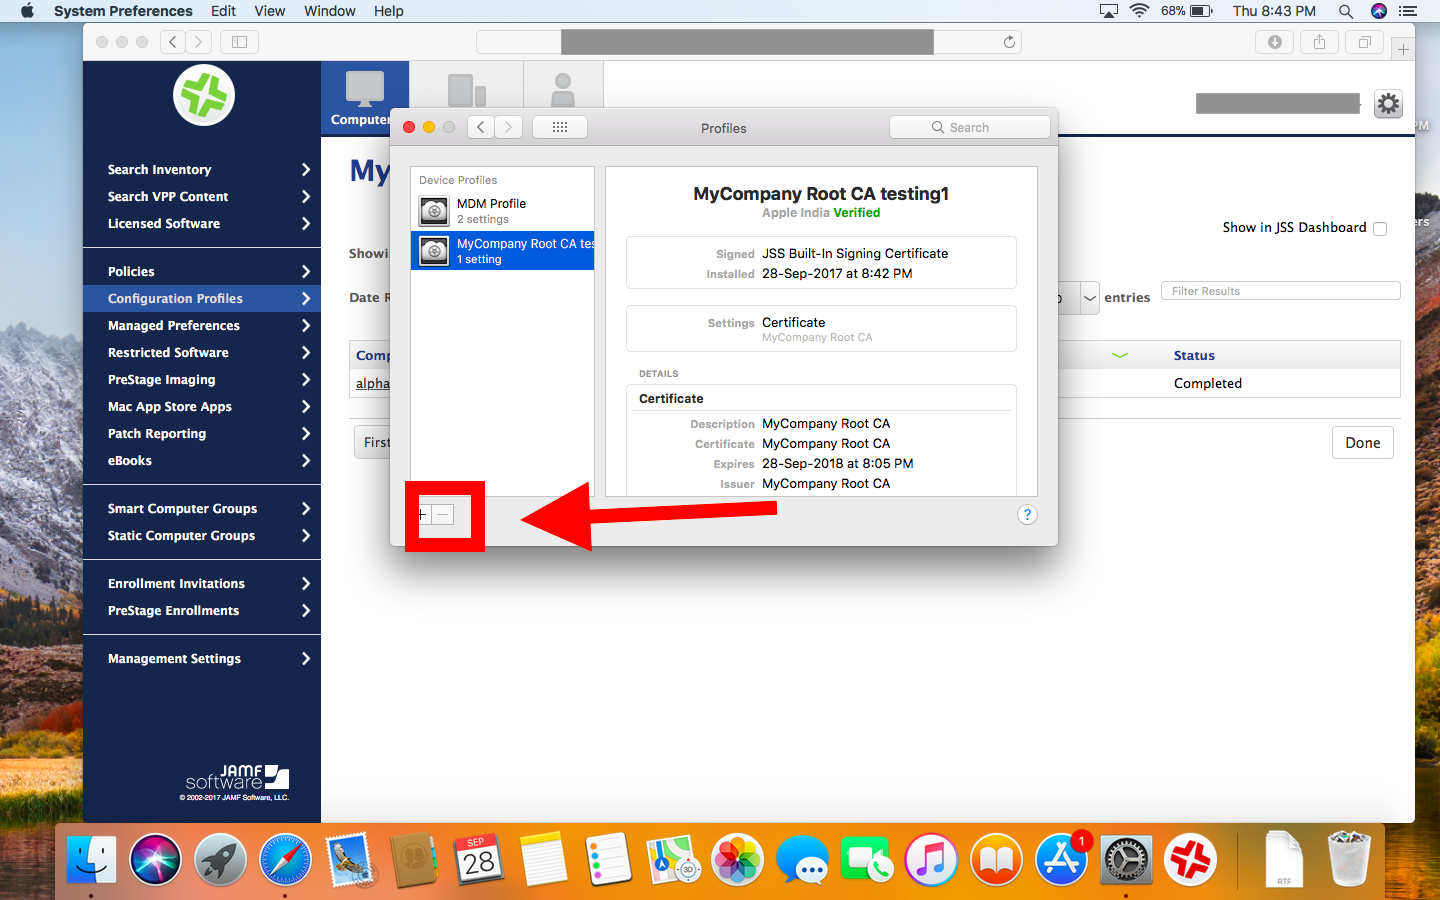 System Preferences Edit View Window Help 68% Thu 8:43 PM
Computer
PM
Profiles
Search
My
Search Inventory
Search VPP Content
Licensed Software
Policies
Configuration Profiles
Managed Preferences
Restricted Software
PreStage Imaging
Mac App Store Apps
Patch Reporting
eBooks
Smart Computer Groups
Static Computer Groups
Enrollment Invitations
PreStage Enrollments
Management Settings
JAMF
software
© 2002-2017 JAMF Software, LLC.
Device Profiles
MDM Profile
2 settings
MyCompany Root CA tes
1 setting
MyCompany Root CA testing1
Apple India Verified
Signed JSS Built-In Signing Certificate
Installed 28-Sep-2017 at 8:42 PM
Settings Certificate
MyCompany Root CA
DETAILS
Certificate
Description MyCompany Root CA
Certificate MyCompany Root CA
Expires 28-Sep-2018 at 8:05 PM
Issuer MyCompany Root CA
?
Show in JSS Dashboard
ers
Showi
Date R
entries
Filter Results
Comp
Status
alpha
Completed
First
Done
SEP
28
3D
1
RTF